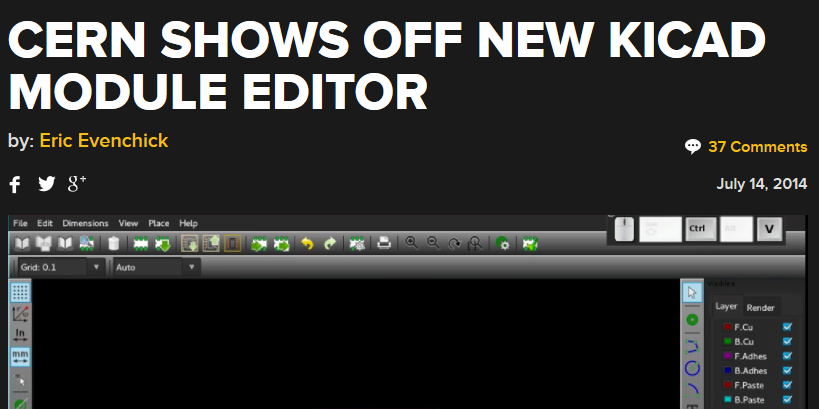 CERN SHOWS OFF NEW KICAD
MODULE EDITOR
by: Eric Evenchick
37 Comments
July 14, 2014
File Edit Dimensions View Place Help
Ctrl Alt V
Grid: 0.1 Auto
In
mm
Visibles
Layer Render
F.Cu
B.Cu
F.Adhes
B.Adhes
F.Paste
B.Paste